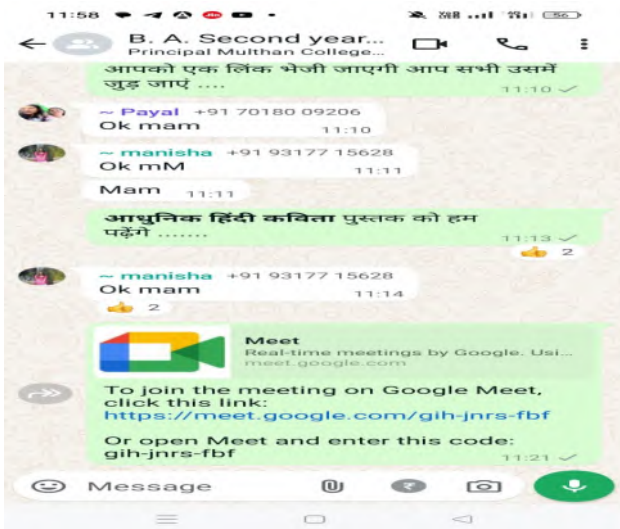 11:58
56
B. A. Second year...
Principal Multhan College...
आपको एक लिंक भेजी जाएगी आप सभी उसमें
जुड़ जाएं ....
11:10
~ Payal +91 70180 09206
Ok mam
11:10
~ manisha +91 93177 15628
Ok mM
11:11
Mam 11:11
आधुनिक हिंदी कविता पुस्तक को हम
पढ़ेंगे .......
11:13
2
~ manisha +91 93177 15628
Ok mam
11:14
2
Meet
Real-time meetings by Google. Usi...
meet.google.com
To join the meeting on Google Meet,
click this link:
https://meet.google.com/gih-jnrs-fbf
Or open Meet and enter this code:
gih-jnrs-fbf
11:21
Message